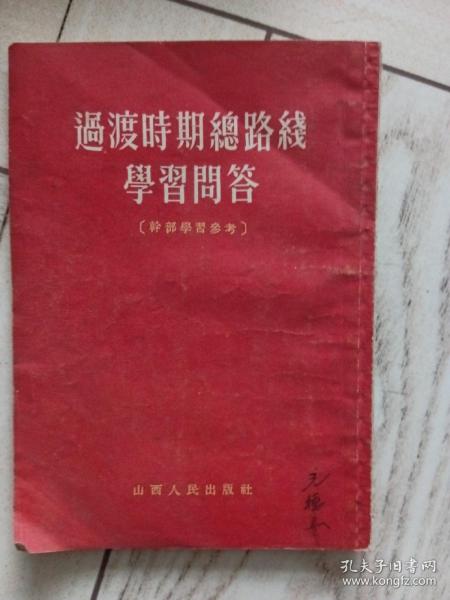 過渡時期總路綫
學習問答
〔幹部學習參考〕
山西人民出版社
孔夫子旧书网
www.kongfz.com